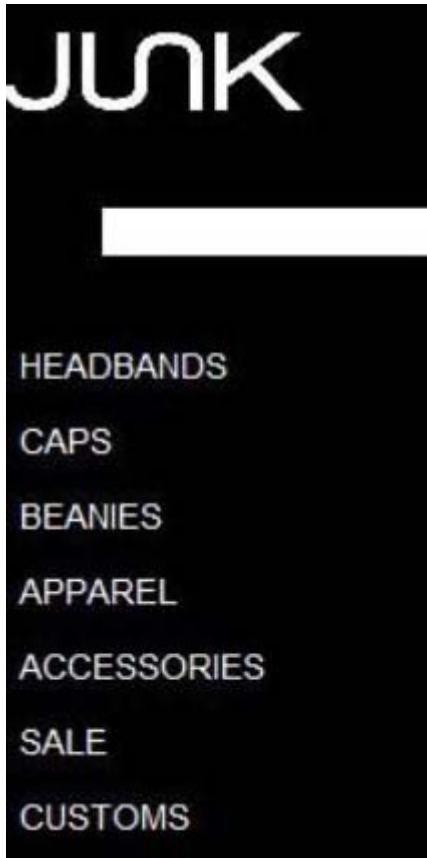 JUNK
HEADBANDS
CAPS
BEANIES
APPAREL
ACCESSORIES
SALE
CUSTOMS